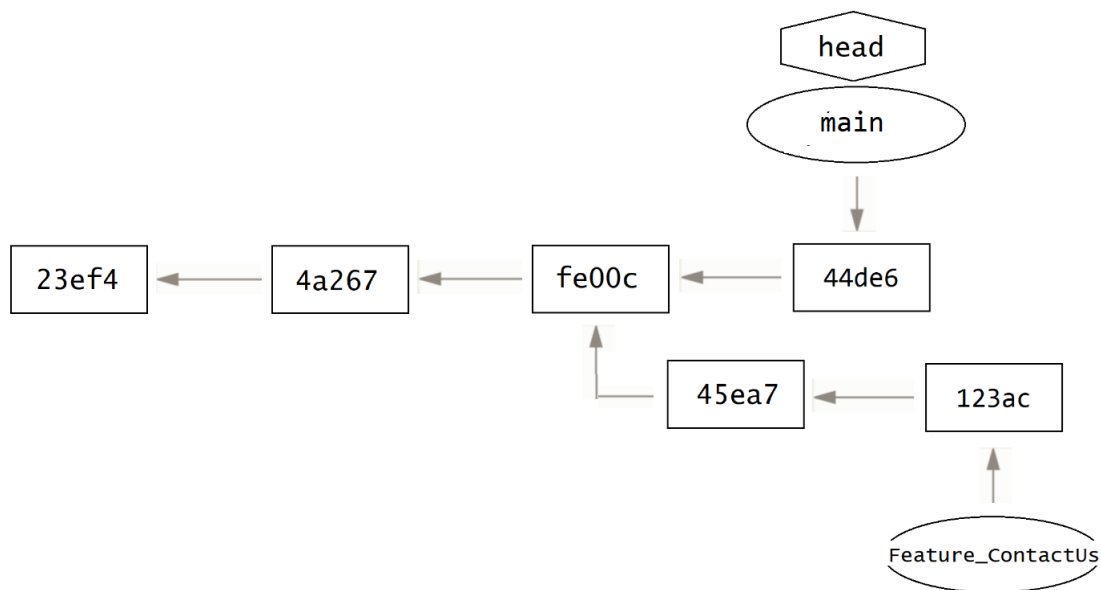 head
main
23ef4
4a267
fe00c
44de6
45ea7
123ac
Feature_ContactUs